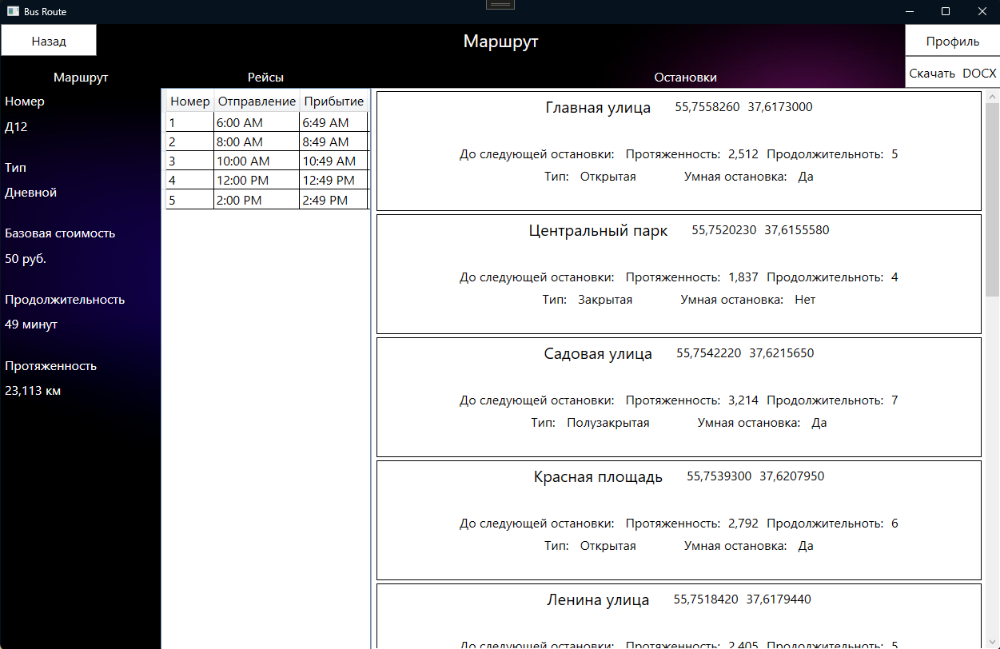 Bus Route
Назад
Маршрут
Профиль
Скачать DOCX
Маршрут
Номер
Д12
Тип
Дневной
Базовая стоимость
50 руб.
Продолжительность
49 минут
Протяженность
23,113 км
Рейсы
Номер Отправление Прибытие
1 6:00 AM 6:49 AM
2 8:00 AM 8:49 AM
3 10:00 AM 10:49 AM
4 12:00 PM 12:49 PM
5 2:00 PM 2:49 PM
Остановки
Главная улица 55,7558260 37,6173000
До следующей остановки: Протяженность: 2,512 Продолжительноть: 5
Тип: Открытая Умная остановка: Да
Центральный парк 55,7520230 37,6155580
До следующей остановки: Протяженность: 1,837 Продолжительноть: 4
Тип: Закрытая Умная остановка: Нет
Садовая улица 55,7542220 37,6215650
До следующей остановки: Протяженность: 3,214 Продолжительноть: 7
Тип: Полузакрытая Умная остановка: Да
Красная площадь 55,7539300 37,6207950
До следующей остановки: Протяженность: 2,792 Продолжительноть: 6
Тип: Открытая Умная остановка: Да
Ленина улица 55,7518420 37,6179440
До следующей остановки: Протяженность: 2,405 Продолжительноть: 5